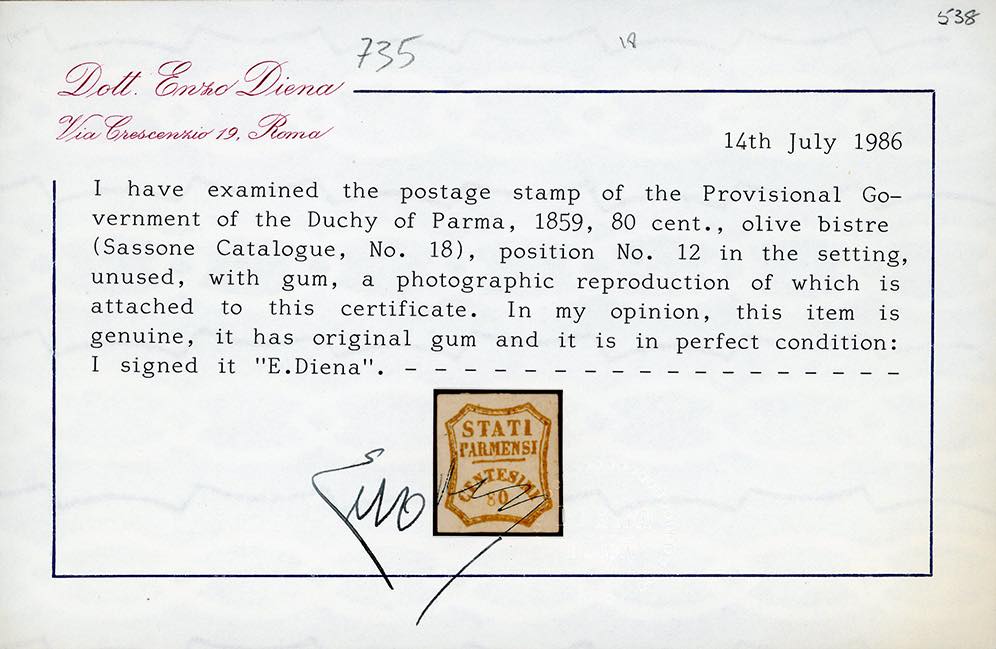 538
735
18
Dott. Enzo Diena
Via Crescenzio 19, Roma
14th July 1986
I have examined the postage stamp of the Provisional Go-
vernment of the Duchy of Parma, 1859, 80 cent., olive bistre
(Sassone Catalogue, No. 18), position No. 12 in the setting,
unused, with gum, a photographic reproduction of which is
attached to this certificate. In my opinion, this item is
genuine, it has original gum and it is in perfect condition:
I signed it "E.Diena". – – – – – – – – – – – – – – – – – –
STATI
PARMENSI
CENTESIMI
80